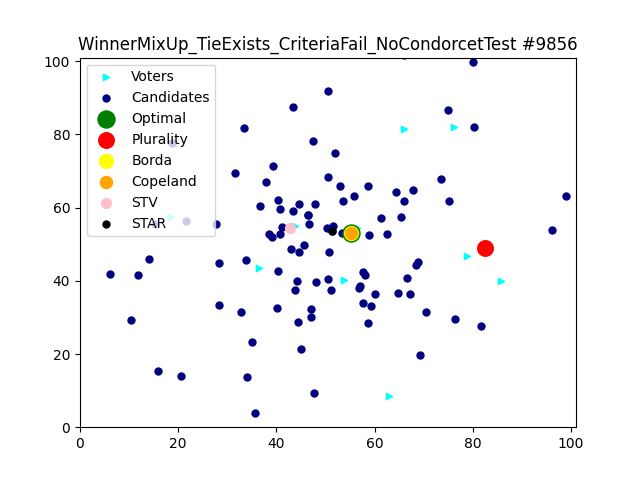 WinnerMixUp_TieExists_CriteriaFail_NoCondorcetTest #9856
100
80
60
40
20
0
Voters
Candidates
Optimal
Plurality
Borda
Copeland
STV
STAR
0 20 40 60 80 100